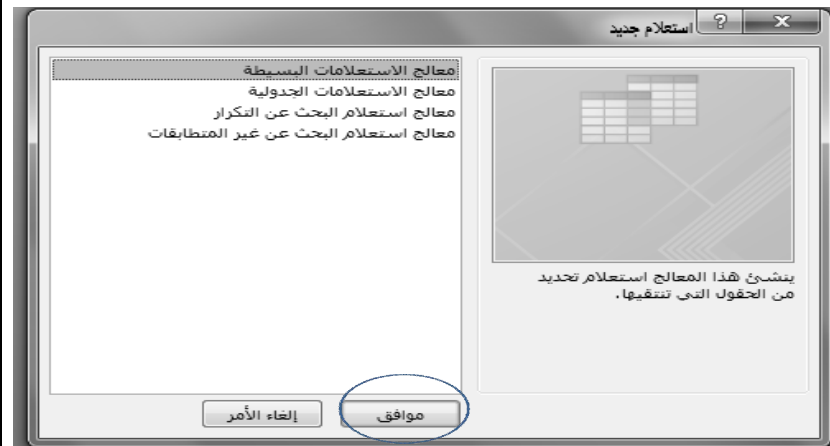 استعلام جديد
معالج الاستعلامات البسيطة
معالج الاستعلامات الجدولية
معالج استعلام البحث عن التكرار
معالج استعلام البحث عن غير المتطابقات
ينشئ هذا المعالج استعلام تحديد
من الحقول التي تنتقيها.
موافق
إلغاء الأمر